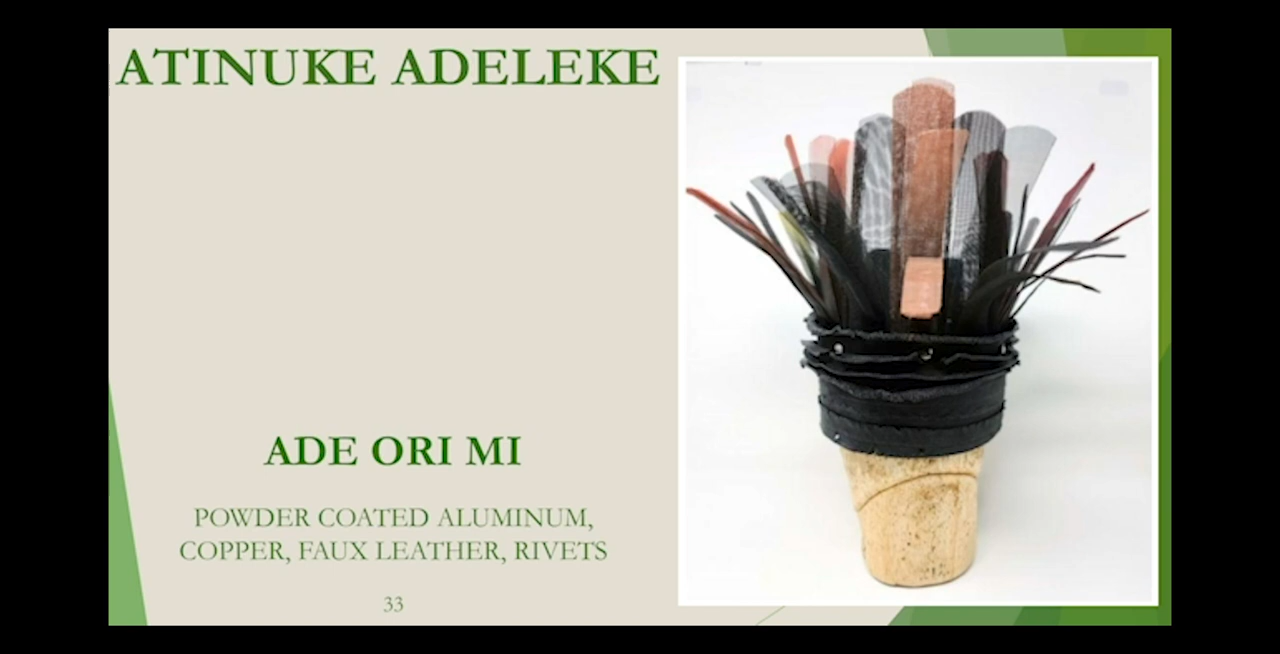 ATINUKE ADELEKE
ADE ORI MI
POWDER COATED ALUMINUM,
COPPER, FAUX LEATHER, RIVETS
33